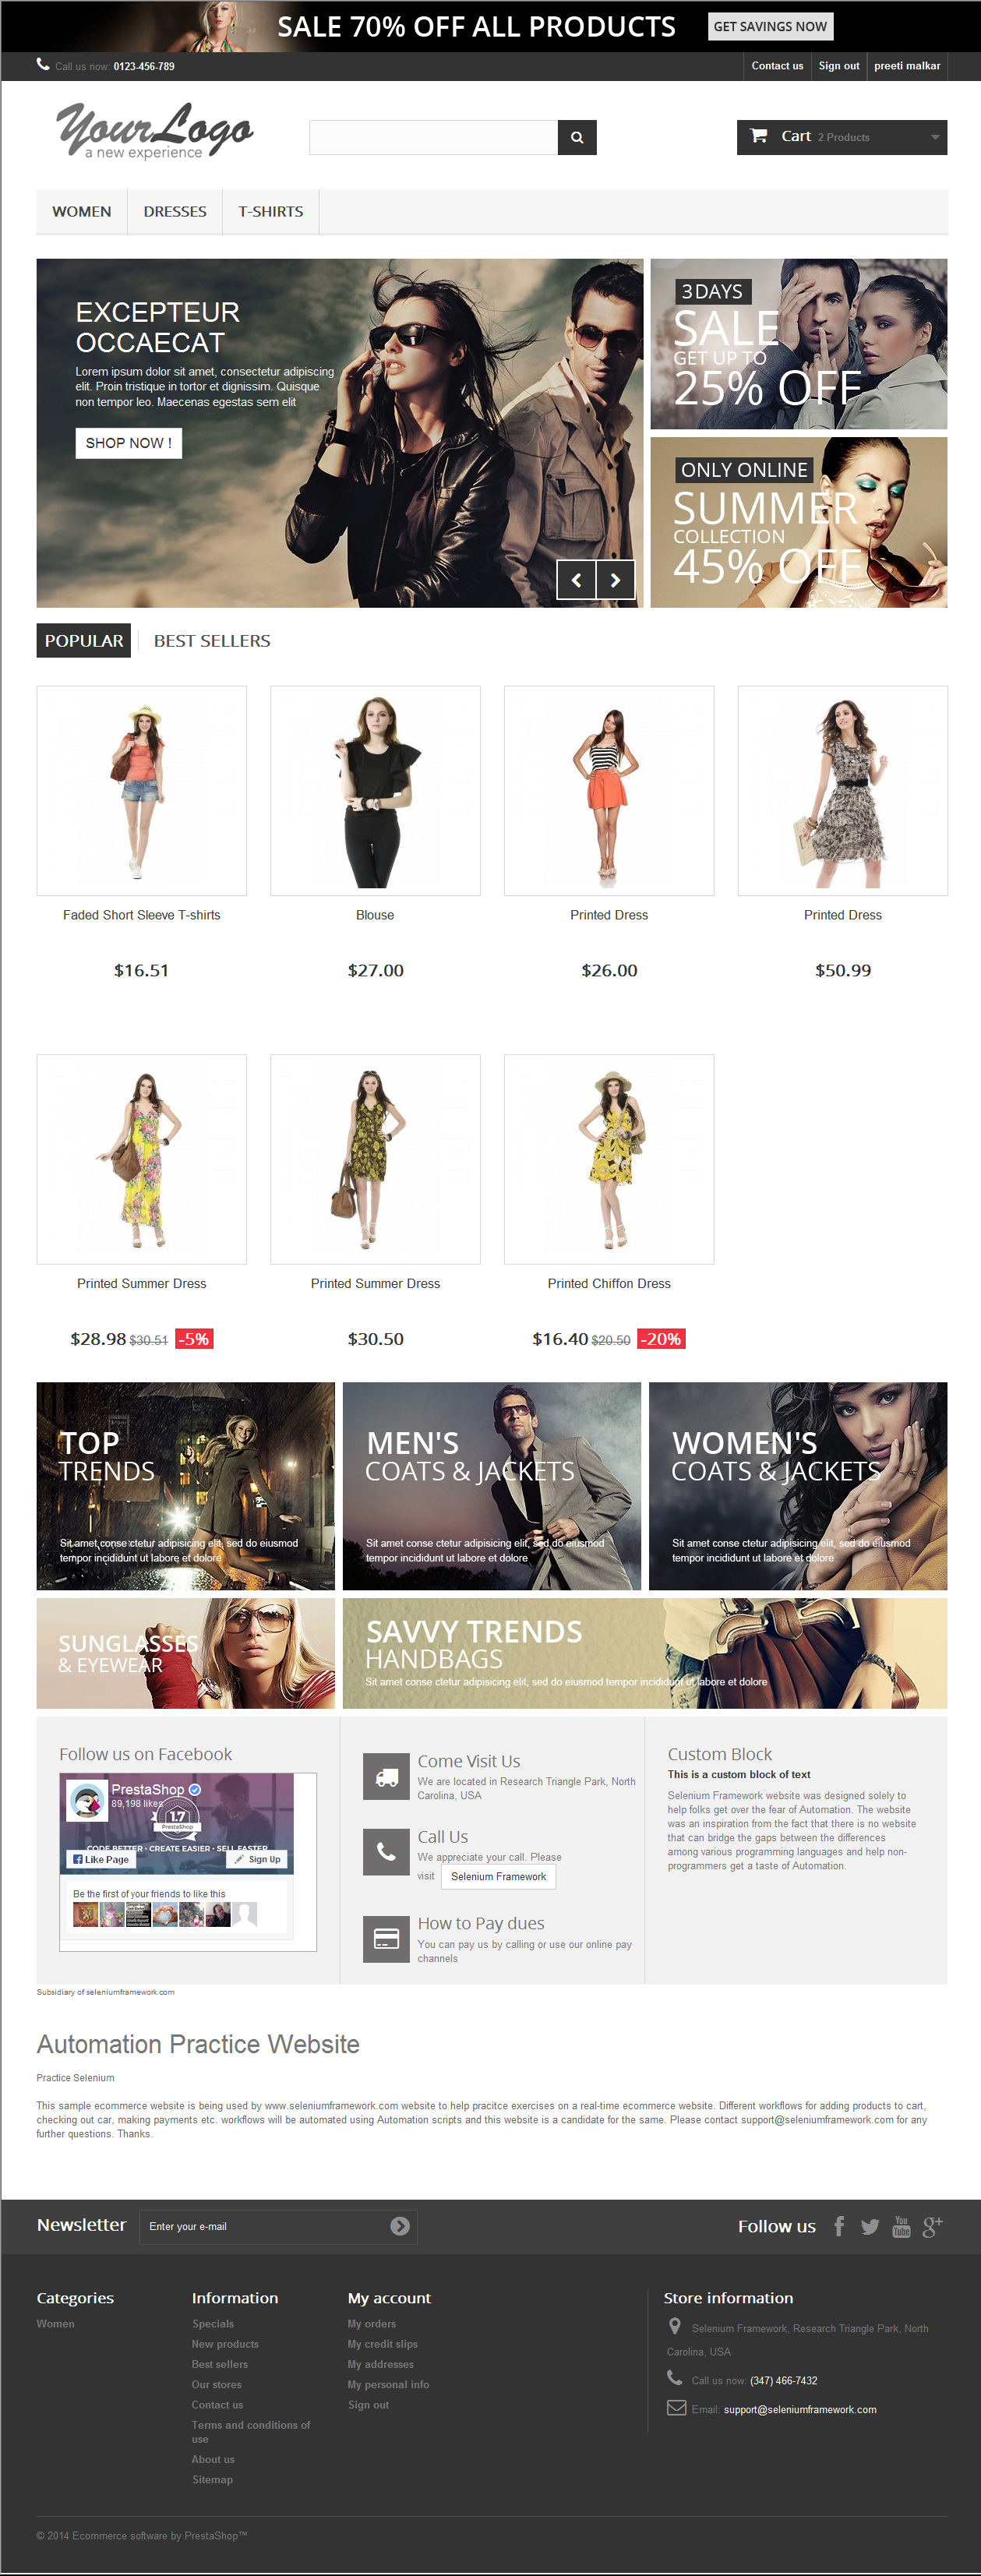 SALE 70% OFF ALL PRODUCTS GET SAVINGS NOW
Call us now: 0123-456-789
Contact us Sign out preeti malkar
YourLogo
a new experience
Cart 2 Products
WOMEN DRESSES T-SHIRTS
EXCEPTEUR
OCCAECAT
Lorem ipsum dolor sit amet, consectetur adipiscing
elit. Proin tristique in tortor et dignissim. Quisque
non tempor leo. Maecenas egestas sem elit
SHOP NOW !
3DAYS
SALE
GET UP TO
25% OFF
ONLY ONLINE
SUMMER
COLLECTION
45% OFF
POPULAR BEST SELLERS
Faded Short Sleeve T-shirts Blouse Printed Dress Printed Dress
$16.51 $27.00 $26.00 $50.99
Printed Summer Dress Printed Summer Dress Printed Chiffon Dress
$28.98 $30.51 -5% $30.50 $16.40 $20.50 -20%
TOP
TRENDS
Sit amet conse ctetur adipisicing elit, sed do eiusmod
tempor incididunt ut labore et dolore
MEN'S
COATS & JACKETS
Sit amet conse ctetur adipisicing elit, sed do eiusmod
tempor incididunt ut labore et dolore
WOMEN'S
COATS & JACKETS
Sit amet conse ctetur adipisicing elit, sed do eiusmod
tempor incididunt ut labore et dolore
SUNGLASSES
& EYEWEAR
SAVVY TRENDS
HANDBAGS
Sit amet conse ctetur adipisicing elit, sed do eiusmod tempor incididunt ut labore et dolore
Follow us on Facebook
PrestaShop
89,198 likes
1.7
PrestaShop
CODE BETTER • CREATE EASIER • SELL FASTER
Like Page Sign Up
Be the first of your friends to like this
Come Visit Us
We are located in Research Triangle Park, North
Carolina, USA
Call Us
We appreciate your call. Please
visit Selenium Framework
How to Pay dues
You can pay us by calling or use our online pay
channels
Custom Block
This is a custom block of text
Selenium Framework website was designed solely to
help folks get over the fear of Automation. The website
was an inspiration from the fact that there is no website
that can bridge the gaps between the differences
among various programming languages and help non-
programmers get a taste of Automation.
Subsidiary of seleniumframework.com
Automation Practice Website
Practice Selenium
This sample ecommerce website is being used by www.seleniumframework.com website to help pracitce exercises on a real-time ecommerce website. Different workflows for adding products to cart,
checking out car, making payments etc. workflows will be automated using Automation scripts and this website is a candidate for the same. Please contact support@seleniumframework.com for any
further questions. Thanks.
Newsletter Enter your e-mail
Follow us f You Tube g+
Categories
Women
Information
Specials
New products
Best sellers
Our stores
Contact us
Terms and conditions of
use
About us
Sitemap
My account
My orders
My credit slips
My addresses
My personal info
Sign out
Store information
Selenium Framework, Research Triangle Park, North
Carolina, USA
Call us now: (347) 466-7432
Email: support@seleniumframework.com
© 2014 Ecommerce software by PrestaShop™